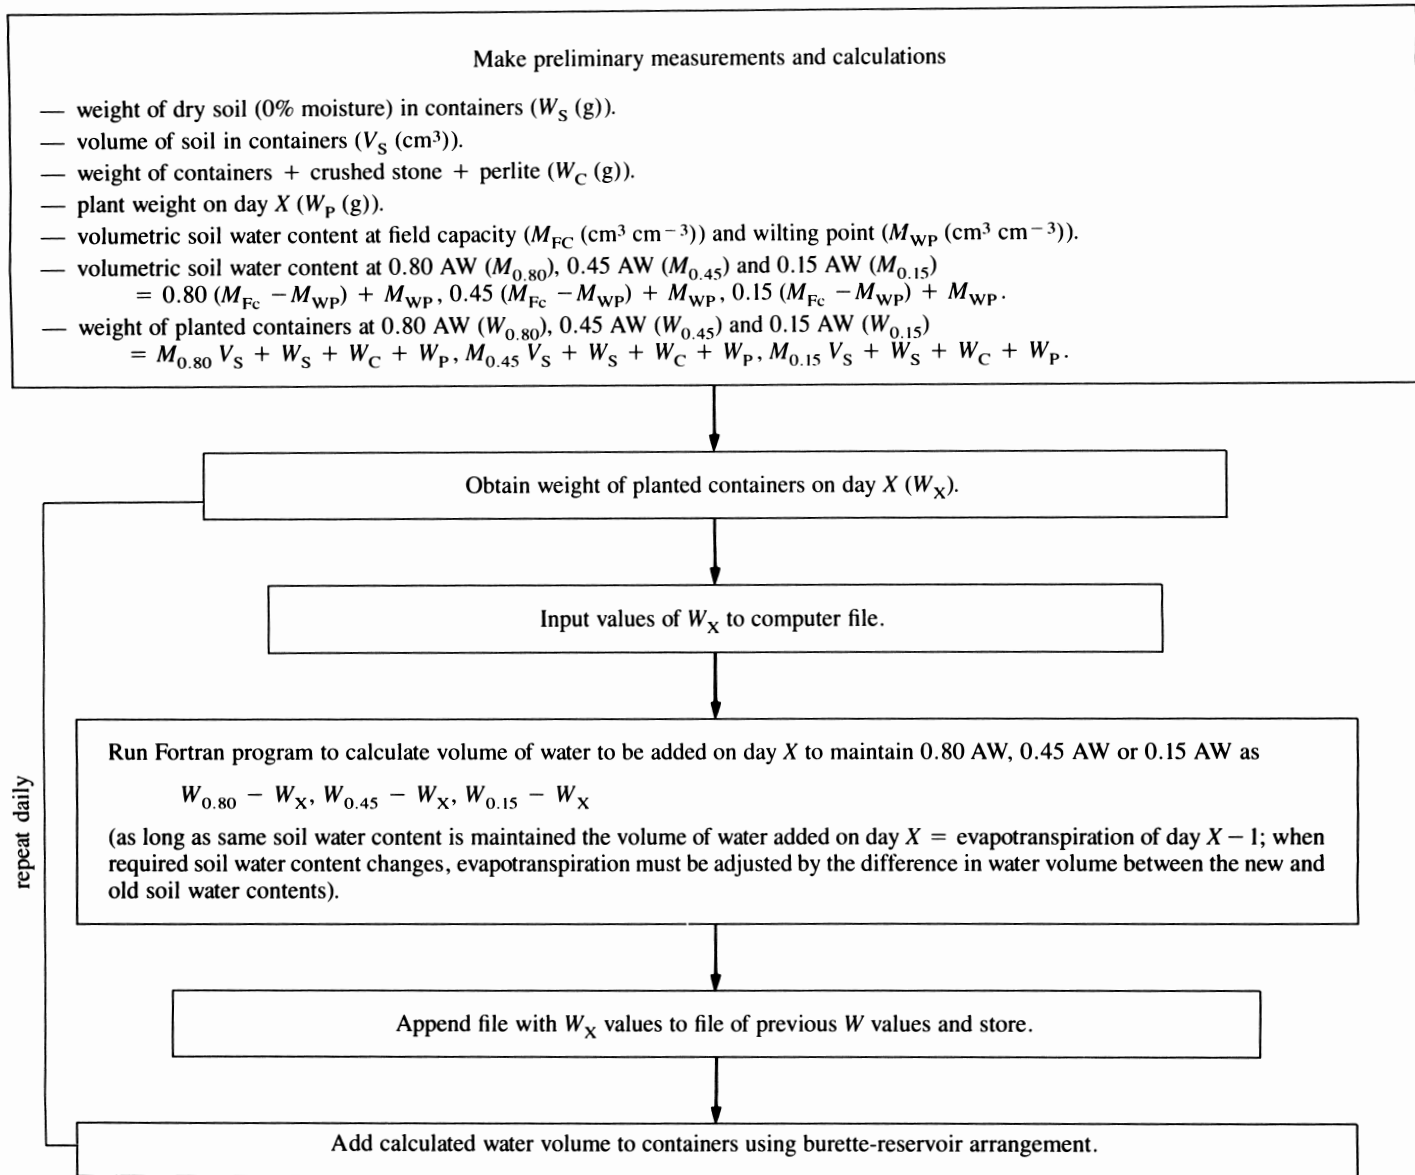 Make preliminary measurements and calculations
— weight of dry soil (0% moisture) in containers (W_S (g)).
— volume of soil in containers (V_S (cm³)).
— weight of containers + crushed stone + perlite (W_C (g)).
— plant weight on day X (W_P (g)).
— volumetric soil water content at field capacity (M_FC (cm³ cm⁻³)) and wilting point (M_WP (cm³ cm⁻³)).
— volumetric soil water content at 0.80 AW (M_0.80), 0.45 AW (M_0.45) and 0.15 AW (M_0.15)
= 0.80 (M_Fc − M_WP) + M_WP, 0.45 (M_Fc − M_WP) + M_WP, 0.15 (M_Fc − M_WP) + M_WP.
— weight of planted containers at 0.80 AW (W_0.80), 0.45 AW (W_0.45) and 0.15 AW (W_0.15)
= M_0.80 V_S + W_S + W_C + W_P, M_0.45 V_S + W_S + W_C + W_P, M_0.15 V_S + W_S + W_C + W_P.
Obtain weight of planted containers on day X (W_X).
Input values of W_X to computer file.
Run Fortran program to calculate volume of water to be added on day X to maintain 0.80 AW, 0.45 AW or 0.15 AW as
W_0.80 − W_X, W_0.45 − W_X, W_0.15 − W_X
(as long as same soil water content is maintained the volume of water added on day X = evapotranspiration of day X − 1; when
required soil water content changes, evapotranspiration must be adjusted by the difference in water volume between the new and
old soil water contents).
repeat daily
Append file with W_X values to file of previous W values and store.
Add calculated water volume to containers using burette-reservoir arrangement.